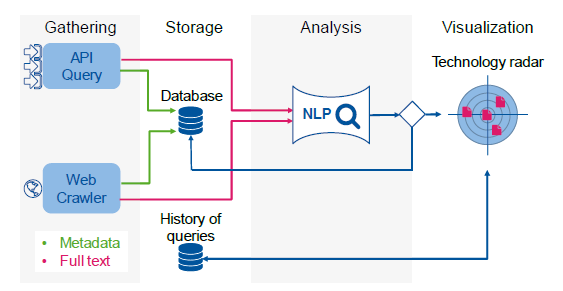 Gathering
Storage
Analysis
Visualization
API
Query
Technology radar
Database
NLP
Web
Crawler
History of
queries
• Metadata
• Full text